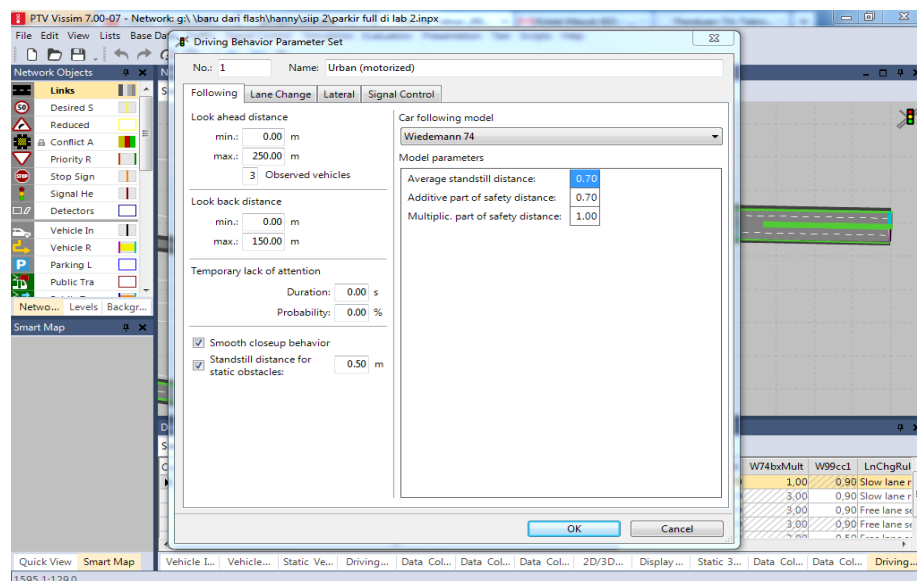 PTV Vissim 7.00-07 - Network: g:\ \baru dari flash\hanny\siip 2\parkir full di lab 2.inpx
File Edit View Lists Base Da
Network Objects
Links
Desired S
Reduced
Conflict A
Priority R
Stop Sign
Signal He
Detectors
Vehicle In
Vehicle R
Parking L
Public Tra
Netwo... Levels Backgr...
Smart Map
Driving Behavior Parameter Set
No.: 1 Name: Urban (motorized)
Following Lane Change Lateral Signal Control
Look ahead distance
min.: 0.00 m
max.: 250.00 m
3 Observed vehicles
Look back distance
min.: 0.00 m
max.: 150.00 m
Temporary lack of attention
Duration: 0.00 s
Probability: 0.00 %
Smooth closeup behavior
Standstill distance for
static obstacles: 0.50 m
Car following model
Wiedemann 74
Model parameters
Average standstill distance: 0.70
Additive part of safety distance: 0.70
Multiplic. part of safety distance: 1.00
OK Cancel
W74bxMult W99cc1 LnChgRul
1,00 0,90 Slow lane r
3,00 0,90 Slow lane r
3,00 0,90 Free lane se
3,00 0,90 Free lane se
Quick View Smart Map
Vehicle I... Vehicle... Static Ve... Driving... Data Col... Data Col... Data Col... 2D/3D... Display ... Static 3... Data Col... Data Col... Driving...
1595.1:129.0